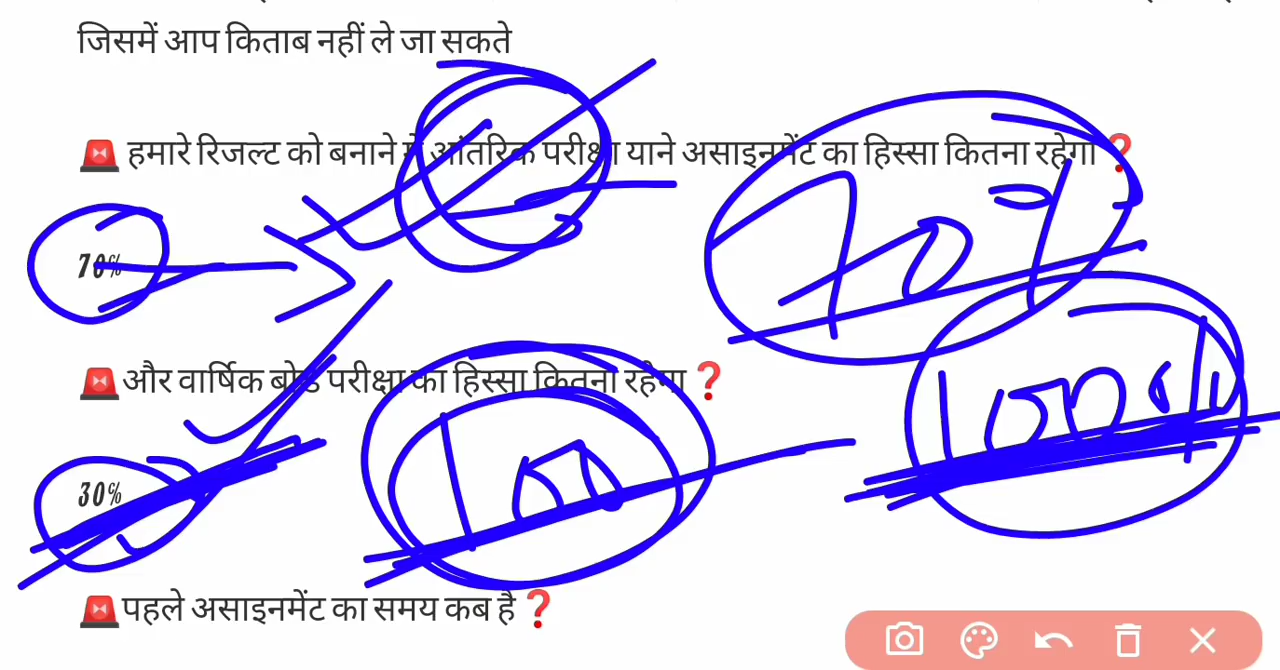 जिसमें आप किताब नहीं ले जा सकते
🚨 हमारे रिजल्ट को बनाने में आंतरिक परीक्षा याने असाइनमेंट का हिस्सा कितना रहेगा ❓
70%
70%
🚨और वार्षिक बोर्ड परीक्षा का हिस्सा कितना रहेगा ❓
100%
30%
100
🚨पहले असाइनमेंट का समय कब है ❓